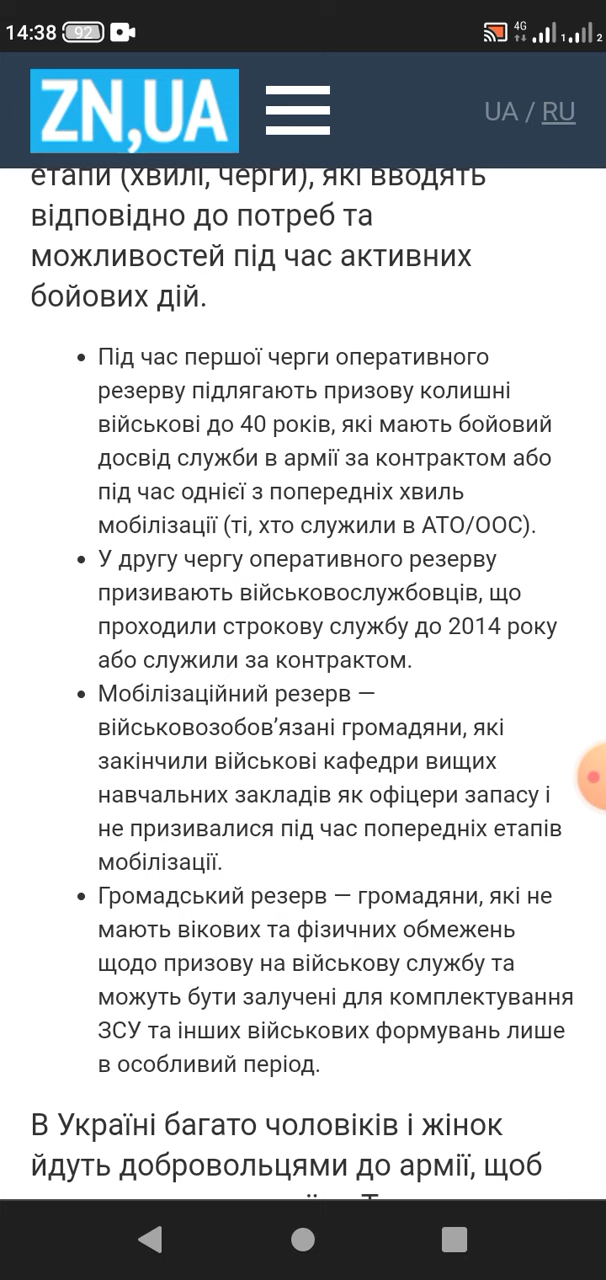 14:38 92 4G 1 2
ZN,UA UA / RU
етапи (хвилі, черги), які вводять
відповідно до потреб та
можливостей під час активних
бойових дій.
• Під час першої черги оперативного
резерву підлягають призову колишні
військові до 40 років, які мають бойовий
досвід служби в армії за контрактом або
під час однієї з попередніх хвиль
мобілізації (ті, хто служили в АТО/ООС).
• У другу чергу оперативного резерву
призивають військовослужбовців, що
проходили строкову службу до 2014 року
або служили за контрактом.
• Мобілізаційний резерв —
військовозобов’язані громадяни, які
закінчили військові кафедри вищих
навчальних закладів як офіцери запасу і
не призивалися під час попередніх етапів
мобілізації.
• Громадський резерв — громадяни, які не
мають вікових та фізичних обмежень
щодо призову на військову службу та
можуть бути залучені для комплектування
ЗСУ та інших військових формувань лише
в особливий період.
В Україні багато чоловіків і жінок
йдуть добровольцями до армії, щоб